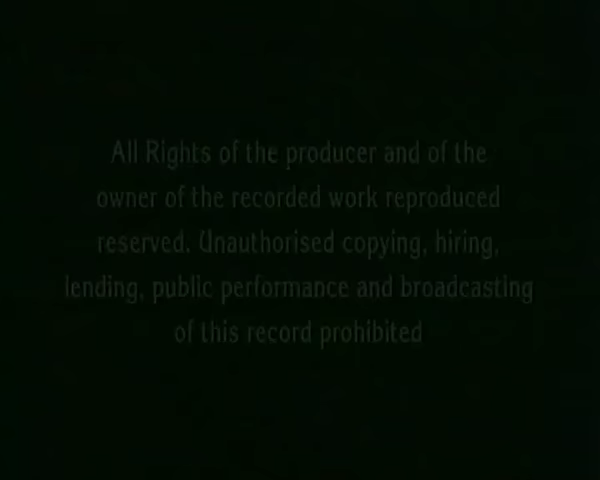 All Rights of the producer and of the
owner of the recorded work reproduced
reserved. Unauthorised copying, hiring,
lending, public performance and broadcasting
of this record prohibited